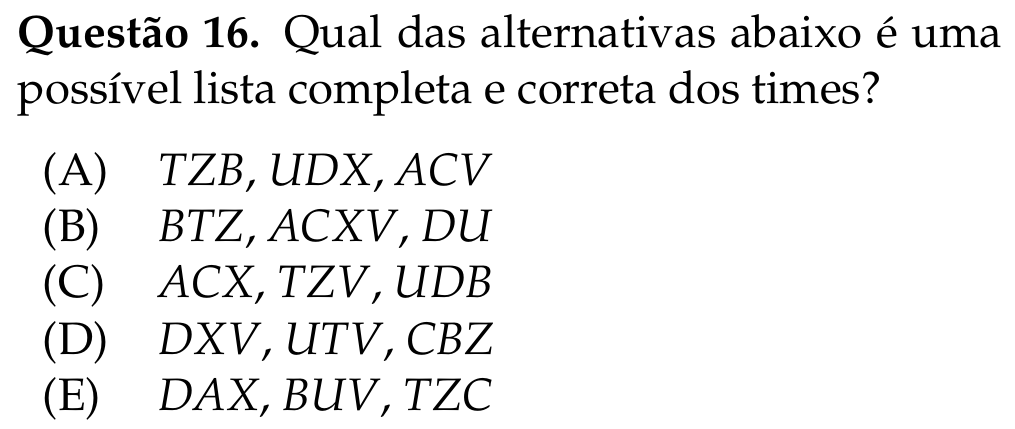 Questão 16. Qual das alternativas abaixo é uma
possível lista completa e correta dos times?
(A) TZB, UDX, ACV
(B) BTZ, ACXV, DU
(C) ACX, TZV, UDB
(D) DXV, UTV, CBZ
(E) DAX, BUV, TZC